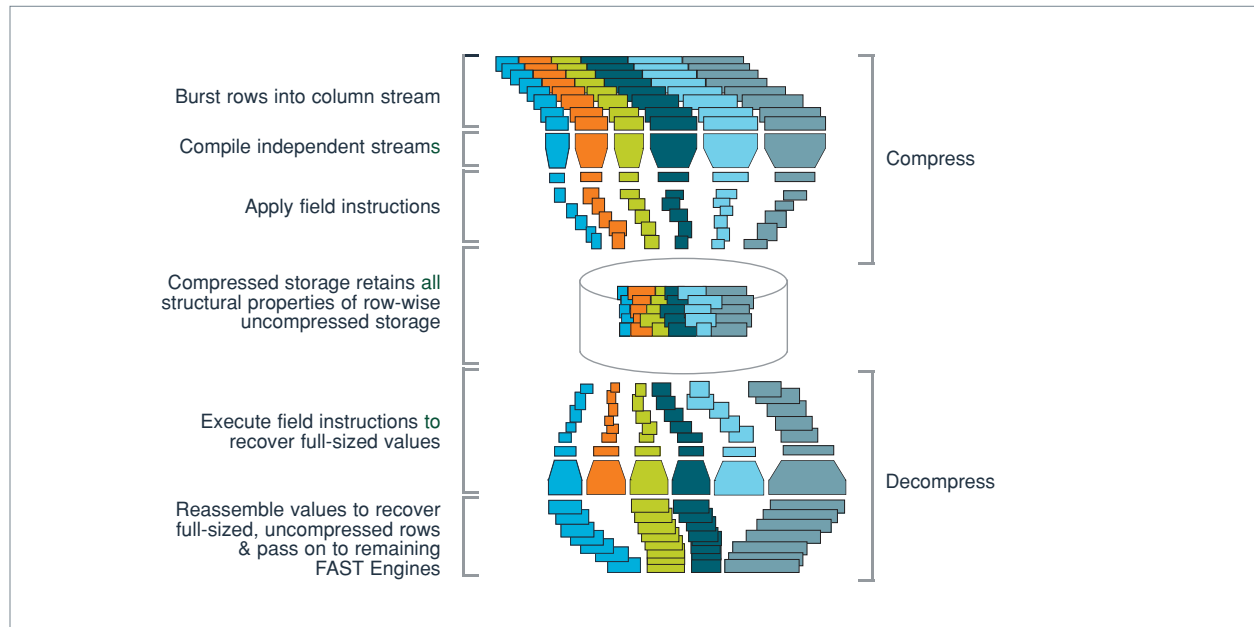 Burst rows into column stream
Compile independent streams
Apply field instructions
Compress
Compressed storage retains all
structural properties of row-wise
uncompressed storage
Execute field instructions to
recover full-sized values
Decompress
Reassemble values to recover
full-sized, uncompressed rows
& pass on to remaining
FAST Engines